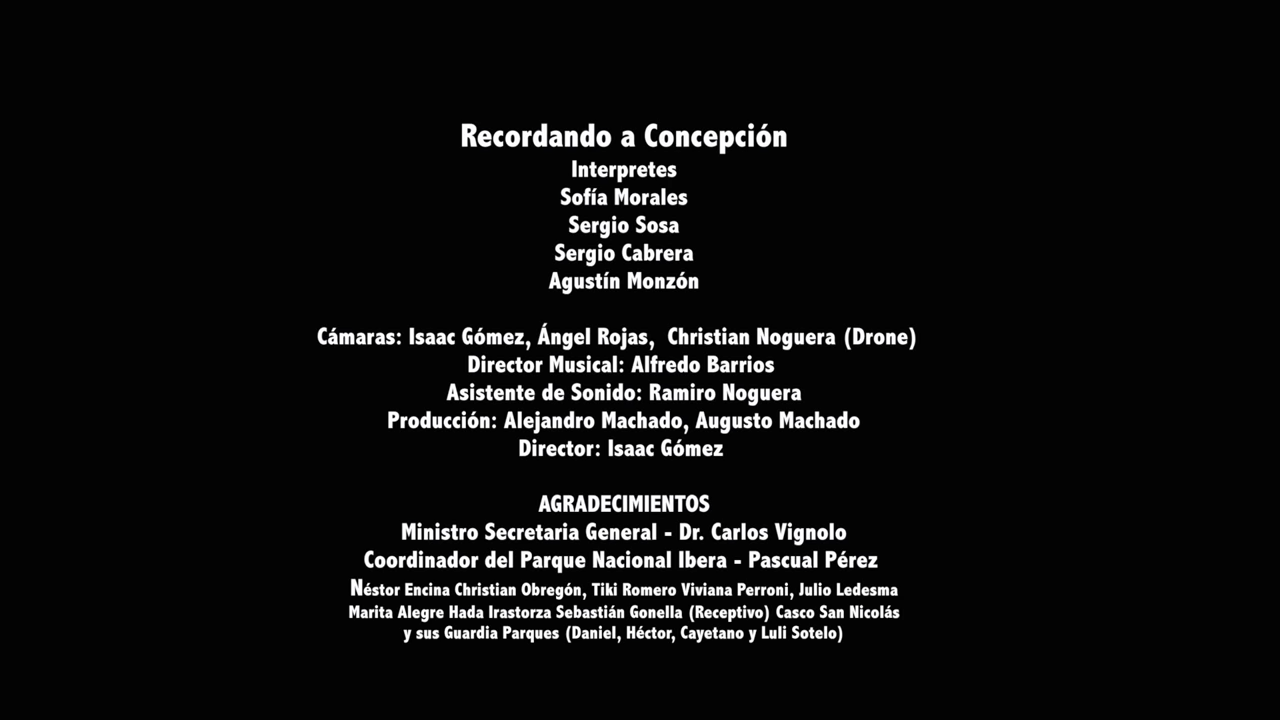 Recordando a Concepción
Interpretes
Sofía Morales
Sergio Sosa
Sergio Cabrera
Agustín Monzón
Cámaras: Isaac Gómez, Ángel Rojas,  Christian Noguera (Drone)
Director Musical: Alfredo Barrios
Asistente de Sonido: Ramiro Noguera
Producción: Alejandro Machado, Augusto Machado
Director: Isaac Gómez
AGRADECIMIENTOS
Ministro Secretaria General - Dr. Carlos Vignolo
Coordinador del Parque Nacional Ibera - Pascual Pérez
Néstor Encina Christian Obregón, Tiki Romero Viviana Perroni, Julio Ledesma
Marita Alegre Hada Irastorza Sebastián Gonella (Receptivo) Casco San Nicolás
y sus Guardia Parques (Daniel, Héctor, Cayetano y Luli Sotelo)